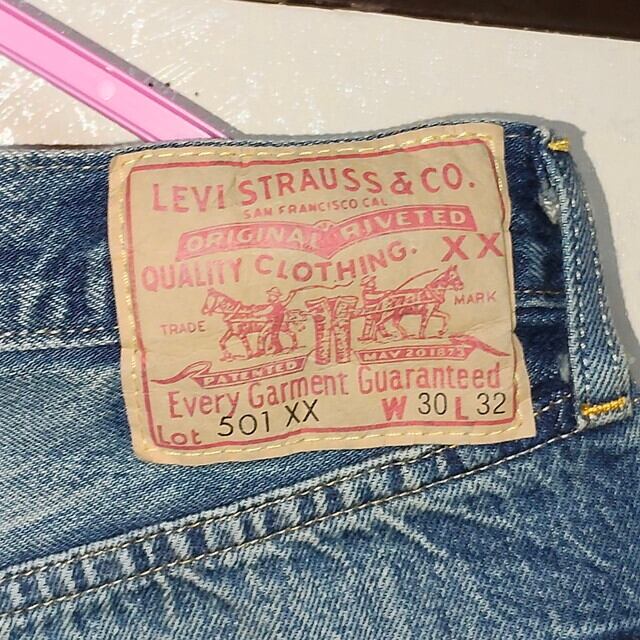 LEVI STRAUSS & CO.
SAN FRANCISCO CAL
ORIGINAL RIVETED
QUALITY CLOTHING. XX
TRADE MARK
PATENTED MAY 20 1873
Every Garment Guaranteed
Lot 501 XX W 30 L 32